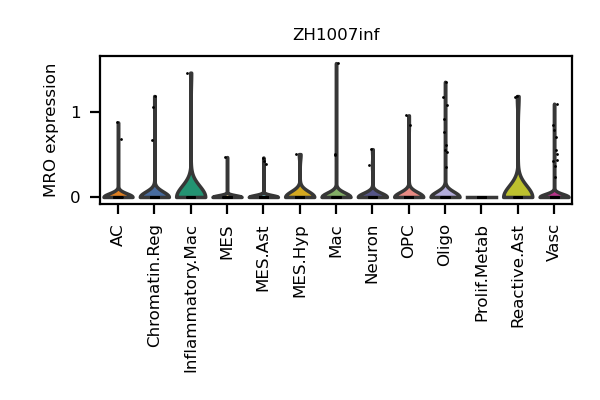 ZH1007inf
MRO expression
1
0
AC
Chromatin.Reg
Inflammatory.Mac
MES
MES.Ast
MES.Hyp
Mac
Neuron
OPC
Oligo
Prolif.Metab
Reactive.Ast
Vasc